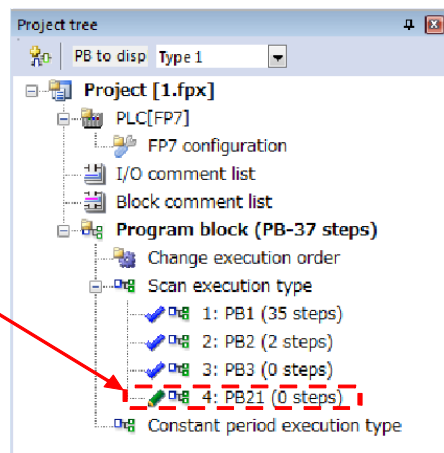 Project tree
PB to disp Type 1
Project [1.fpx]
PLC[FP7]
FP7 configuration
I/O comment list
Block comment list
Program block (PB-37 steps)
Change execution order
Scan execution type
1: PB1 (35 steps)
2: PB2 (2 steps)
3: PB3 (0 steps)
4: PB21 (0 steps)
Constant period execution type